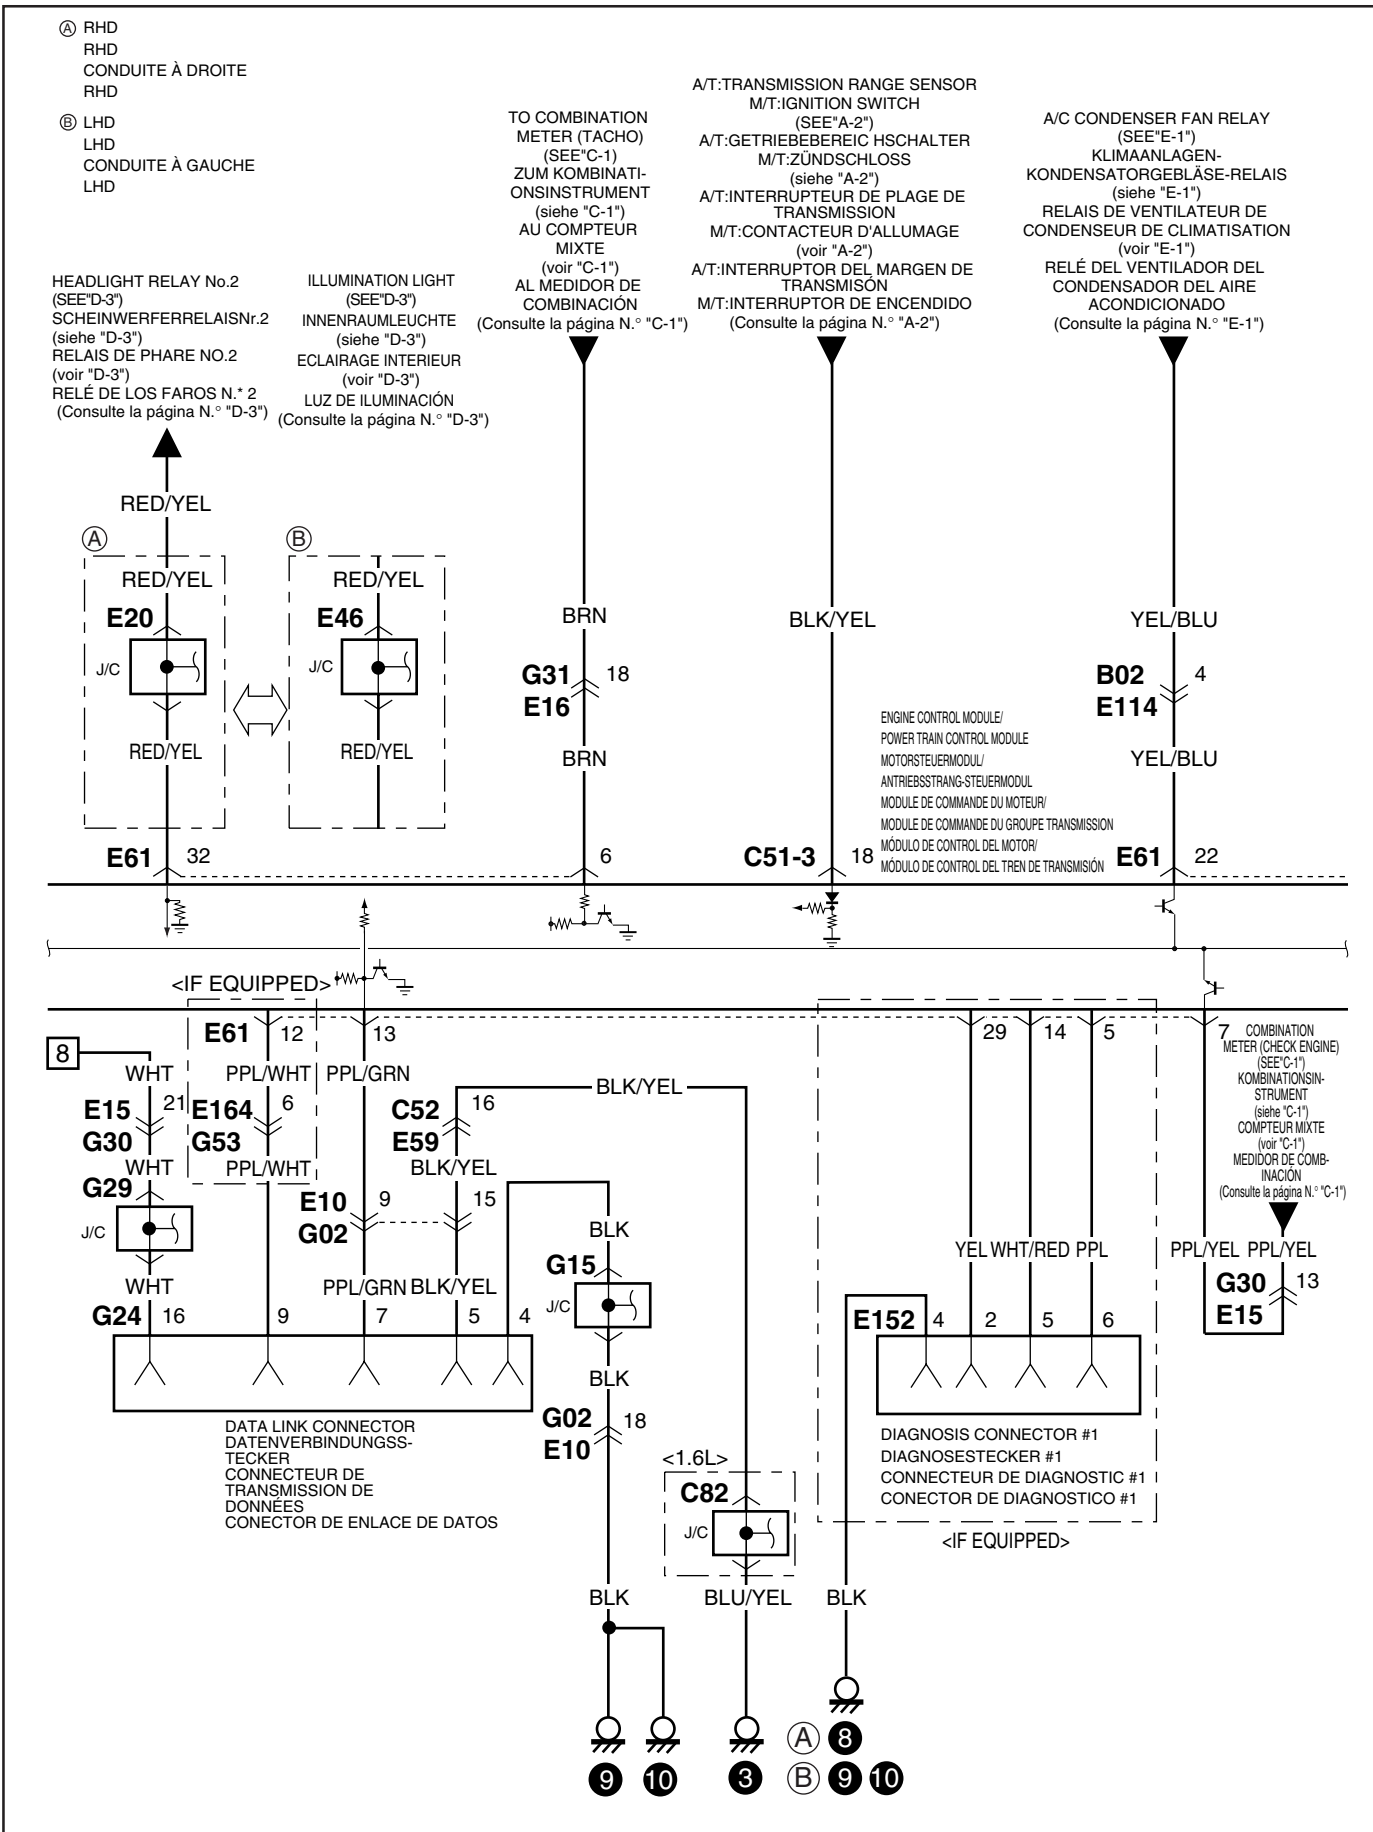 Ⓐ RHD
RHD
CONDUITE À DROITE
RHD
Ⓑ LHD
LHD
CONDUITE À GAUCHE
LHD
HEADLIGHT RELAY No.2
(SEE"D-3")
SCHEINWERFERRELAISNr.2
(siehe "D-3")
RELAIS DE PHARE NO.2
(voir "D-3")
RELÉ DE LOS FAROS N.* 2
(Consulte la página N.° "D-3")
ILLUMINATION LIGHT
(SEE"D-3")
INNENRAUMLEUCHTE
(siehe "D-3")
ECLAIRAGE INTERIEUR
(voir "D-3")
LUZ DE ILUMINACIÓN
(Consulte la página N.° "D-3")
TO COMBINATION
METER (TACHO)
(SEE"C-1)
ZUM KOMBINATI-
ONSINSTRUMENT
(siehe "C-1")
AU COMPTEUR
MIXTE
(voir "C-1")
AL MEDIDOR DE
COMBINACIÓN
(Consulte la página N.° "C-1")
A/T:TRANSMISSION RANGE SENSOR
M/T:IGNITION SWITCH
(SEE"A-2")
A/T:GETRIEBEBEREIC HSCHALTER
M/T:ZÜNDSCHLOSS
(siehe "A-2")
A/T:INTERRUPTEUR DE PLAGE DE
TRANSMISSION
M/T:CONTACTEUR D'ALLUMAGE
(voir "A-2")
A/T:INTERRUPTOR DEL MARGEN DE
TRANSMISÓN
M/T:INTERRUPTOR DE ENCENDIDO
(Consulte la página N.° "A-2")
A/C CONDENSER FAN RELAY
(SEE"E-1")
KLIMAANLAGEN-
KONDENSATORGEBLÄSE-RELAIS
(siehe "E-1")
RELAIS DE VENTILATEUR DE
CONDENSEUR DE CLIMATISATION
(voir "E-1")
RELÉ DEL VENTILADOR DEL
CONDENSADOR DEL AIRE
ACONDICIONADO
(Consulte la página N.° "E-1")
RED/YEL
Ⓐ Ⓑ
RED/YEL RED/YEL
E20 E46 BRN BLK/YEL YEL/BLU
J/C J/C
G31 18 B02 4
E16 E114
RED/YEL RED/YEL BRN YEL/BLU
ENGINE CONTROL MODULE/
POWER TRAIN CONTROL MODULE
MOTORSTEUERMODUL/
ANTRIEBSSTRANG-STEUERMODUL
MODULE DE COMMANDE DU MOTEUR/
MODULE DE COMMANDE DU GROUPE TRANSMISSION
MÓDULO DE CONTROL DEL MOTOR/
MÓDULO DE CONTROL DEL TREN DE TRANSMISIÓN
E61 32 6 C51-3 18 E61 22
<IF EQUIPPED>
E61 12 13 29 14 5 7
8
WHT PPL/WHT PPL/GRN BLK/YEL
E15 21 E164 6 C52 16
G30 G53 E59
WHT PPL/WHT BLK/YEL
G29 E10 9 15
J/C G02
BLK
WHT PPL/GRN BLK/YEL G15
J/C
G24 16 9 7 5 4
BLK
G02 18
E10
COMBINATION
METER (CHECK ENGINE)
(SEE"C-1")
KOMBINATIONSIN-
STRUMENT
(siehe "C-1")
COMPTEUR MIXTE
(voir "C-1")
MEDIDOR DE COMB-
INACIÓN
(Consulte la página N.° "C-1")
YEL WHT/RED PPL PPL/YEL PPL/YEL
G30 13
E15
E152 4 2 5 6
DATA LINK CONNECTOR
DATENVERBINDUNGSS-
TECKER
CONNECTEUR DE
TRANSMISSION DE
DONNÉES
CONECTOR DE ENLACE DE DATOS
DIAGNOSIS CONNECTOR #1
DIAGNOSESTECKER #1
CONNECTEUR DE DIAGNOSTIC #1
CONECTOR DE DIAGNOSTICO #1
<IF EQUIPPED>
<1.6L>
C82
J/C
BLK BLU/YEL BLK
Ⓐ 8
9 10 3 Ⓑ 9 10